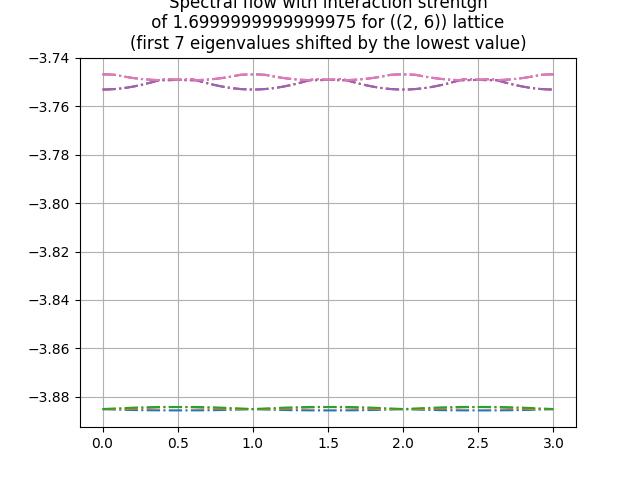 Spectral flow with interaction strentgh
of 1.6999999999999975 for ((2, 6)) lattice
(first 7 eigenvalues shifted by the lowest value)
−3.74
−3.76
−3.78
−3.80
−3.82
−3.84
−3.86
−3.88
0.0 0.5 1.0 1.5 2.0 2.5 3.0